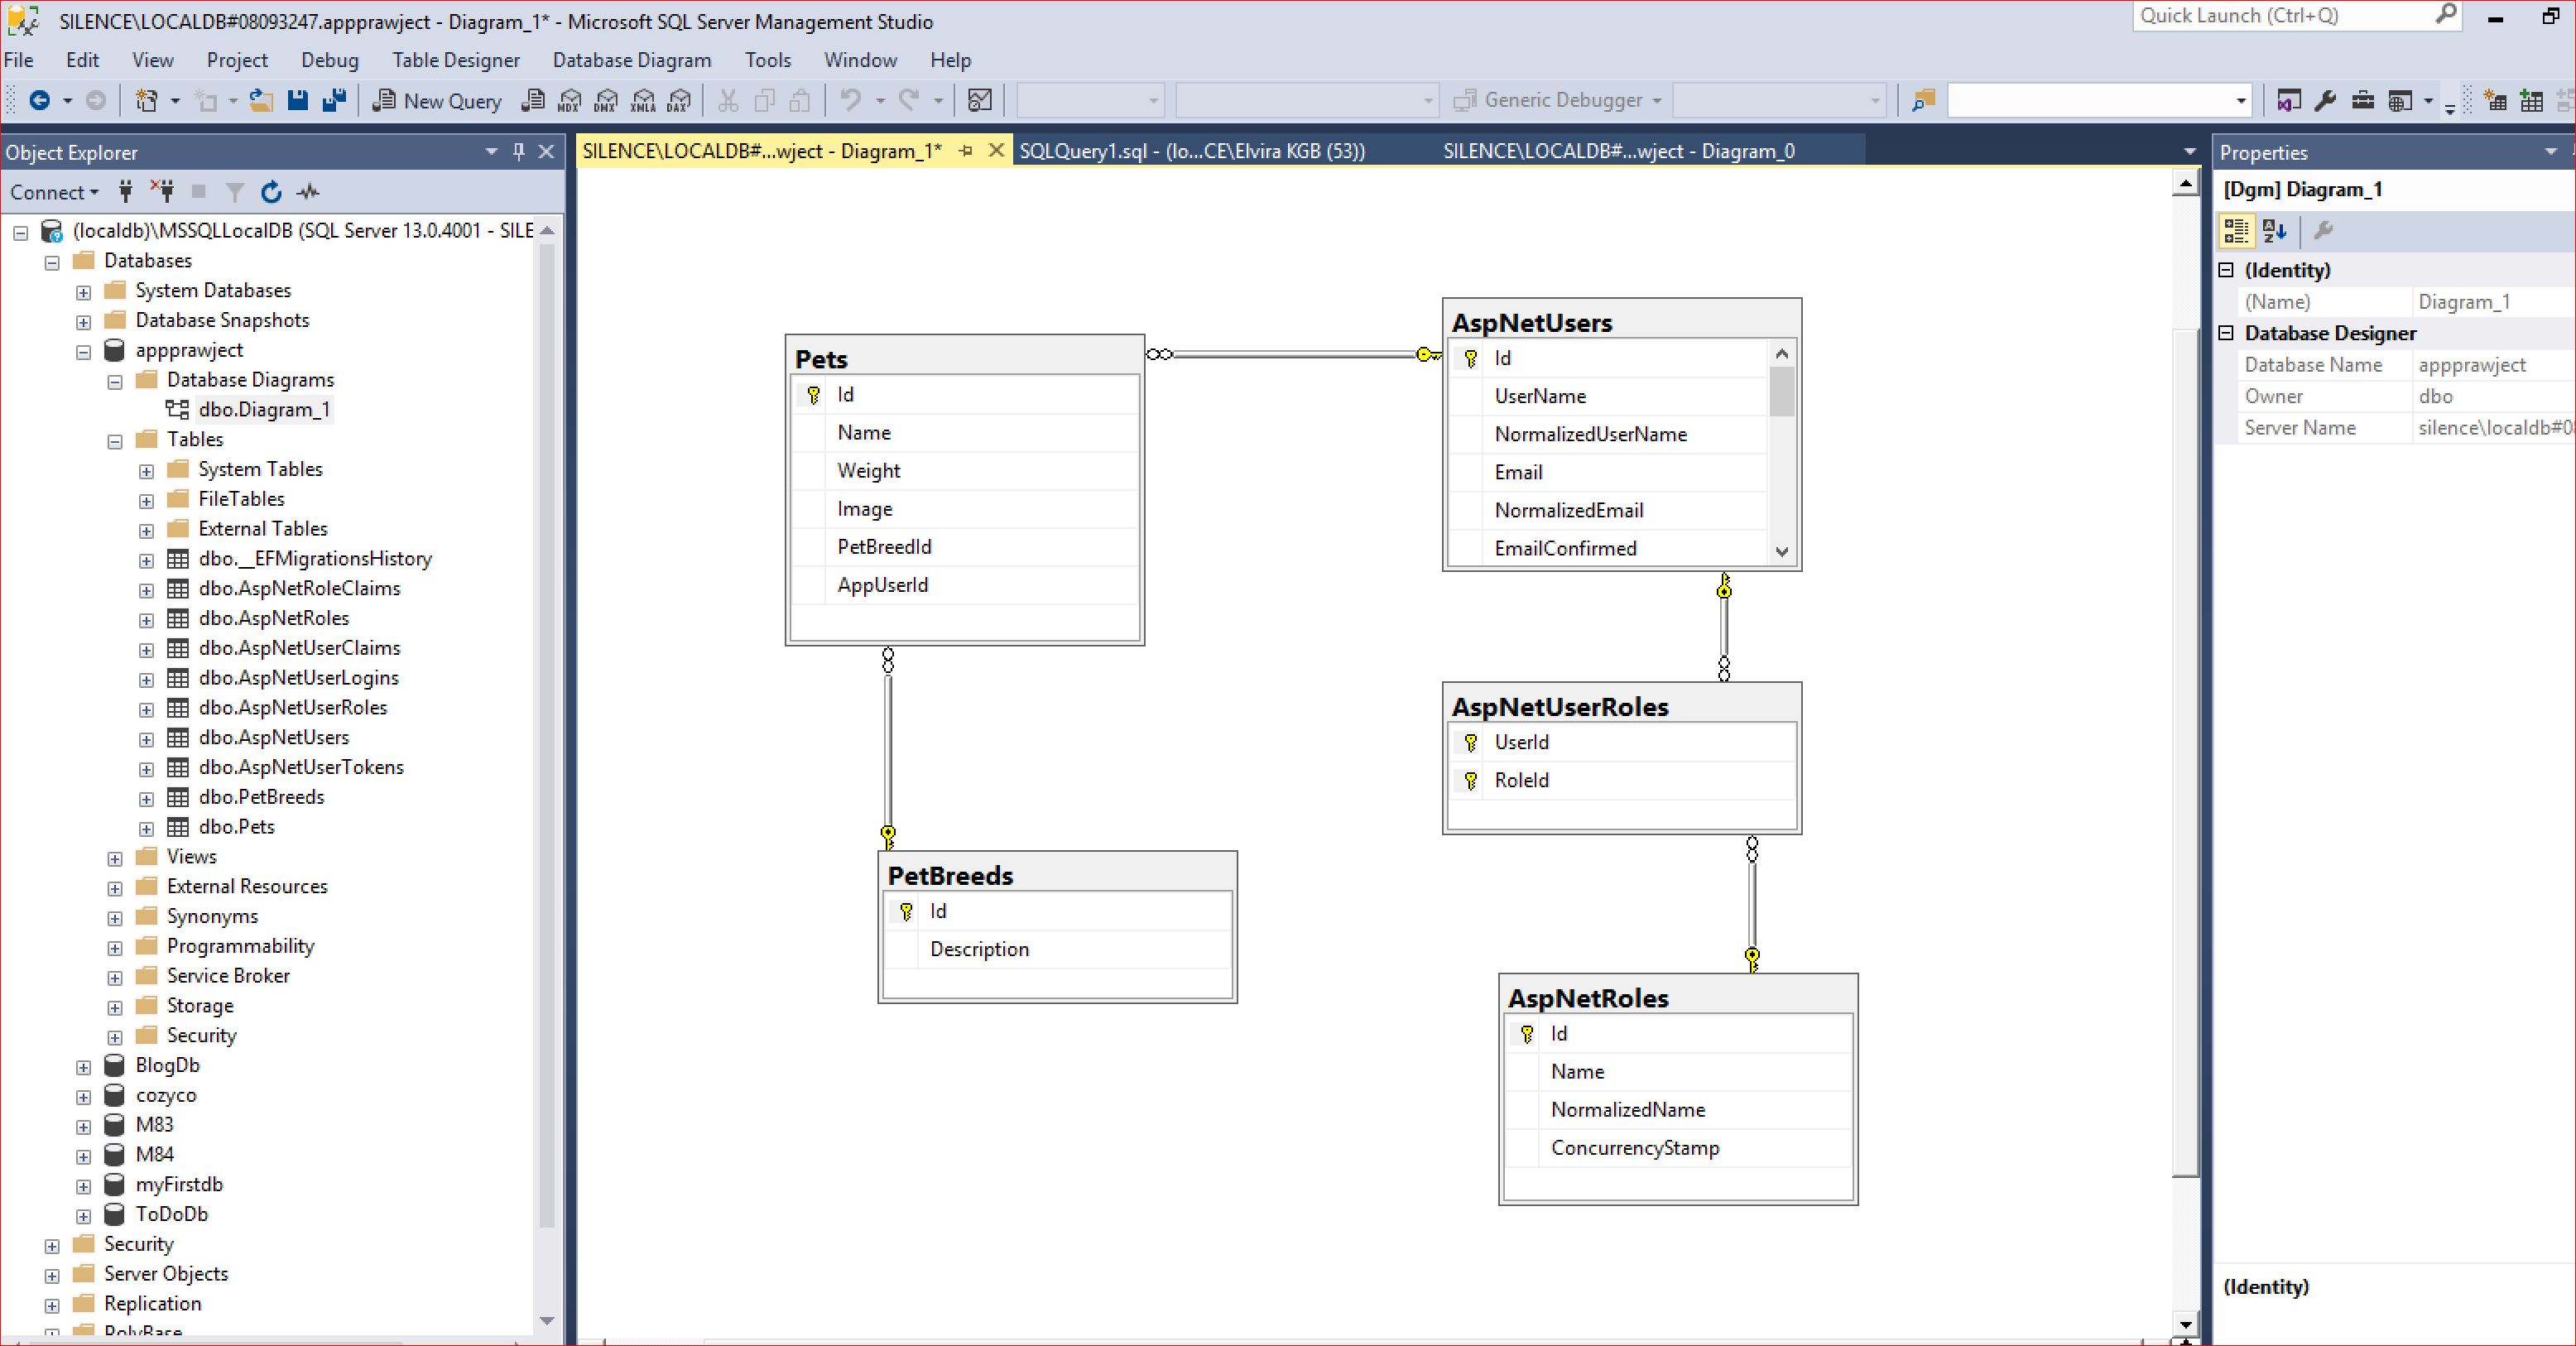 SILENCE\LOCALDB#08093247.appprawject - Diagram_1* - Microsoft SQL Server Management Studio
Quick Launch (Ctrl+Q)
File Edit View Project Debug Table Designer Database Diagram Tools Window Help
New Query MDX DMX XMLA DAX Generic Debugger
Object Explorer
Connect
(localdb)\MSSQLLocalDB (SQL Server 13.0.4001 - SILE
Databases
System Databases
Database Snapshots
appprawject
Database Diagrams
dbo.Diagram_1
Tables
System Tables
FileTables
External Tables
dbo.__EFMigrationsHistory
dbo.AspNetRoleClaims
dbo.AspNetRoles
dbo.AspNetUserClaims
dbo.AspNetUserLogins
dbo.AspNetUserRoles
dbo.AspNetUsers
dbo.AspNetUserTokens
dbo.PetBreeds
dbo.Pets
Views
External Resources
Synonyms
Programmability
Service Broker
Storage
Security
BlogDb
cozyco
M83
M84
myFirstdb
ToDoDb
Security
Server Objects
Replication
PolyBase
SILENCE\LOCALDB#...wject - Diagram_1*
SQLQuery1.sql - (lo...CE\Elvira KGB (53))
SILENCE\LOCALDB#...wject - Diagram_0
Pets
Id
Name
Weight
Image
PetBreedId
AppUserId
PetBreeds
Id
Description
AspNetUsers
Id
UserName
NormalizedUserName
Email
NormalizedEmail
EmailConfirmed
AspNetUserRoles
UserId
RoleId
AspNetRoles
Id
Name
NormalizedName
ConcurrencyStamp
Properties
[Dgm] Diagram_1
(Identity)
(Name) Diagram_1
Database Designer
Database Name appprawject
Owner dbo
Server Name silence\localdb#0
(Identity)